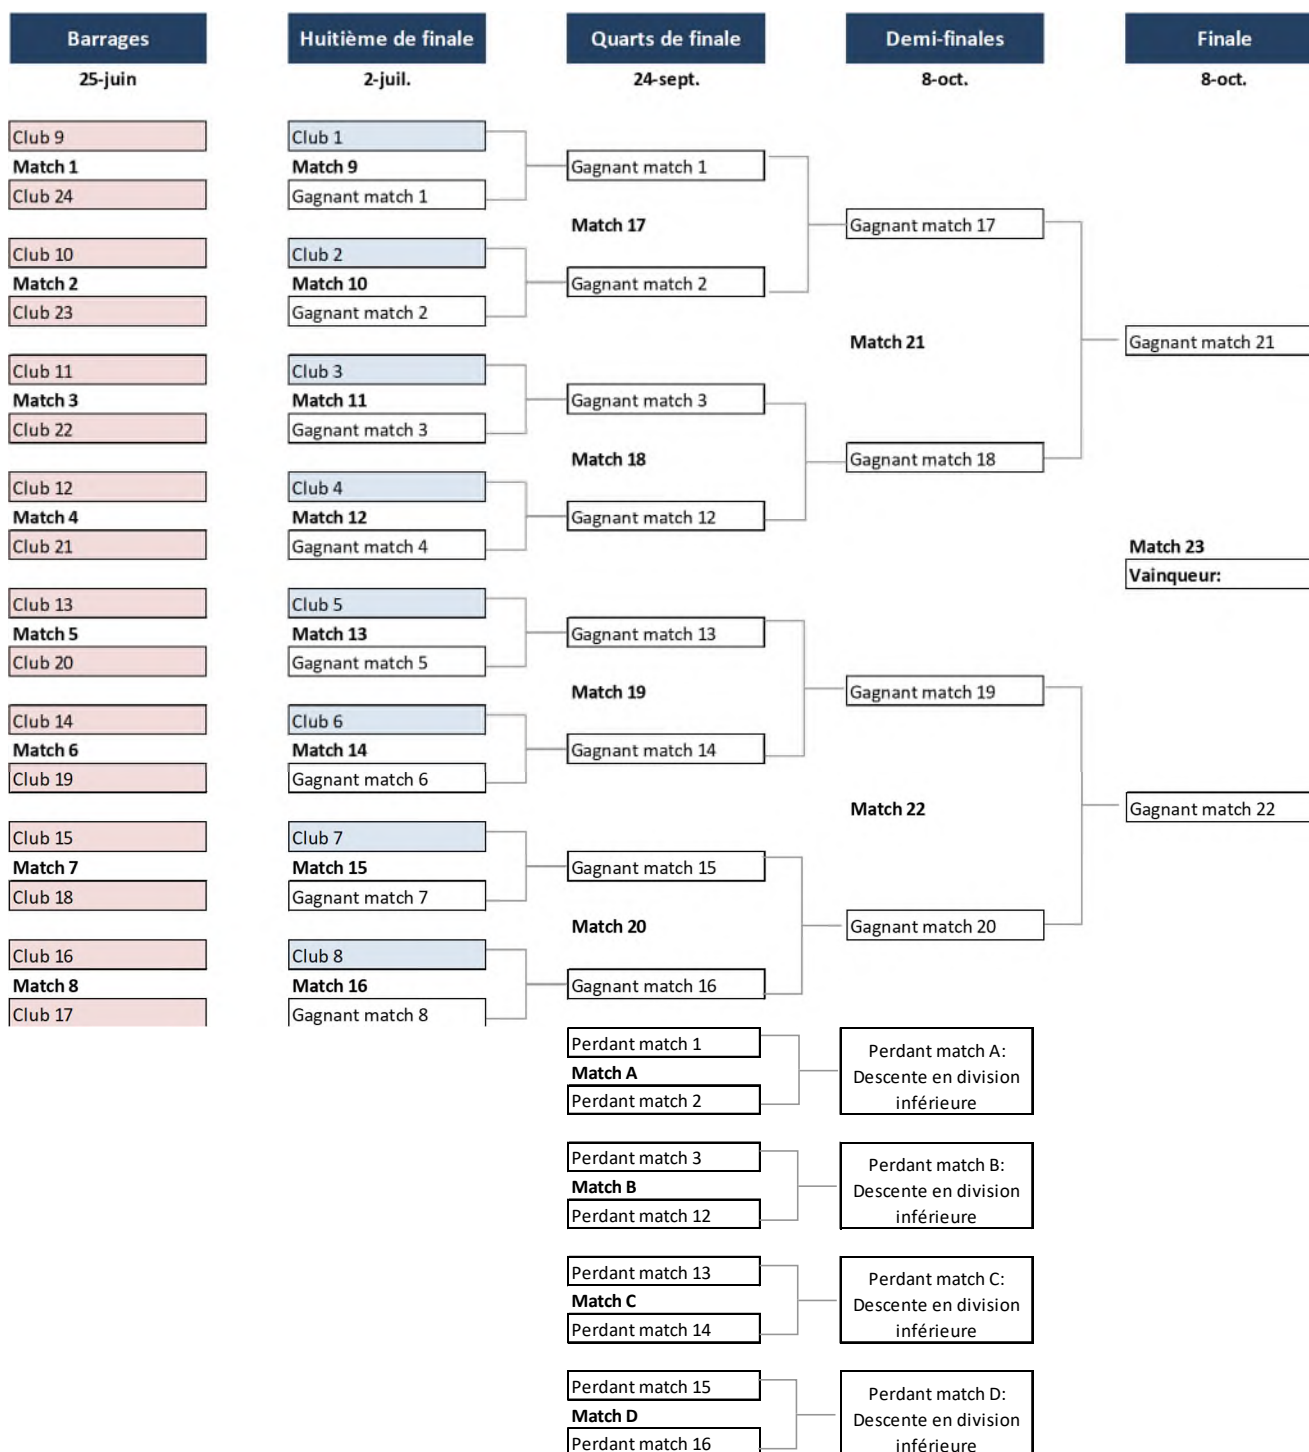 Barrages
25-juin
Club 9
Match 1
Club 24
Club 10
Match 2
Club 23
Club 11
Match 3
Club 22
Club 12
Match 4
Club 21
Club 13
Match 5
Club 20
Club 14
Match 6
Club 19
Club 15
Match 7
Club 18
Club 16
Match 8
Club 17
Huitième de finale
2-juil.
Club 1
Match 9
Gagnant match 1
Club 2
Match 10
Gagnant match 2
Club 3
Match 11
Gagnant match 3
Club 4
Match 12
Gagnant match 4
Club 5
Match 13
Gagnant match 5
Club 6
Match 14
Gagnant match 6
Club 7
Match 15
Gagnant match 7
Club 8
Match 16
Gagnant match 8
Quarts de finale
24-sept.
Gagnant match 1
Match 17
Gagnant match 2
Gagnant match 3
Match 18
Gagnant match 12
Gagnant match 13
Match 19
Gagnant match 14
Gagnant match 15
Match 20
Gagnant match 16
Demi-finales
8-oct.
Gagnant match 17
Match 21
Gagnant match 18
Gagnant match 19
Match 22
Gagnant match 20
Finale
8-oct.
Gagnant match 21
Match 23
Vainqueur:
Gagnant match 22
Perdant match 1
Match A
Perdant match 2
Perdant match A:
Descente en division
inférieure
Perdant match 3
Match B
Perdant match 12
Perdant match B:
Descente en division
inférieure
Perdant match 13
Match C
Perdant match 14
Perdant match C:
Descente en division
inférieure
Perdant match 15
Match D
Perdant match 16
Perdant match D:
Descente en division
inférieure